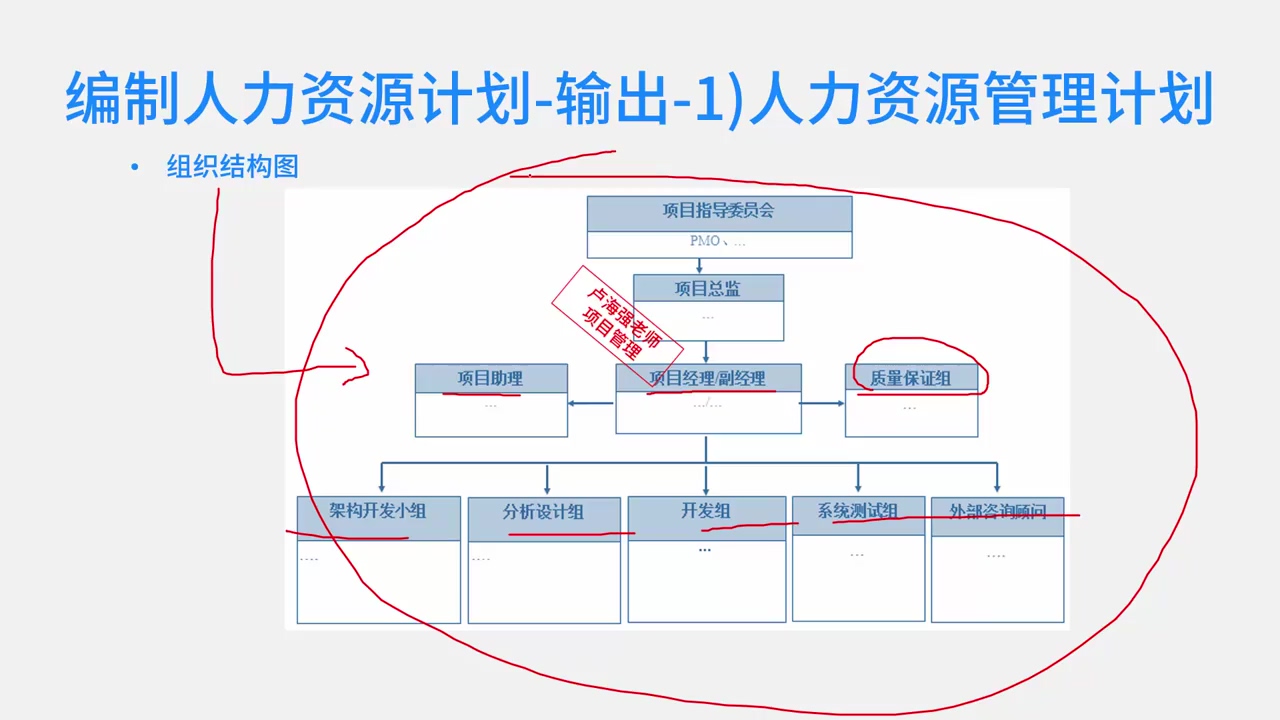 编制人力资源计划-输出-1)人力资源管理计划
• 组织结构图
项目指导委员会
PMO、…
项目总监
…
卢海强老师
项目管理
项目助理
…
项目经理/副经理
…/…
质量保证组
…
架构开发小组
....
分析设计组
....
开发组
...
系统测试组
…
外部咨询顾问
....